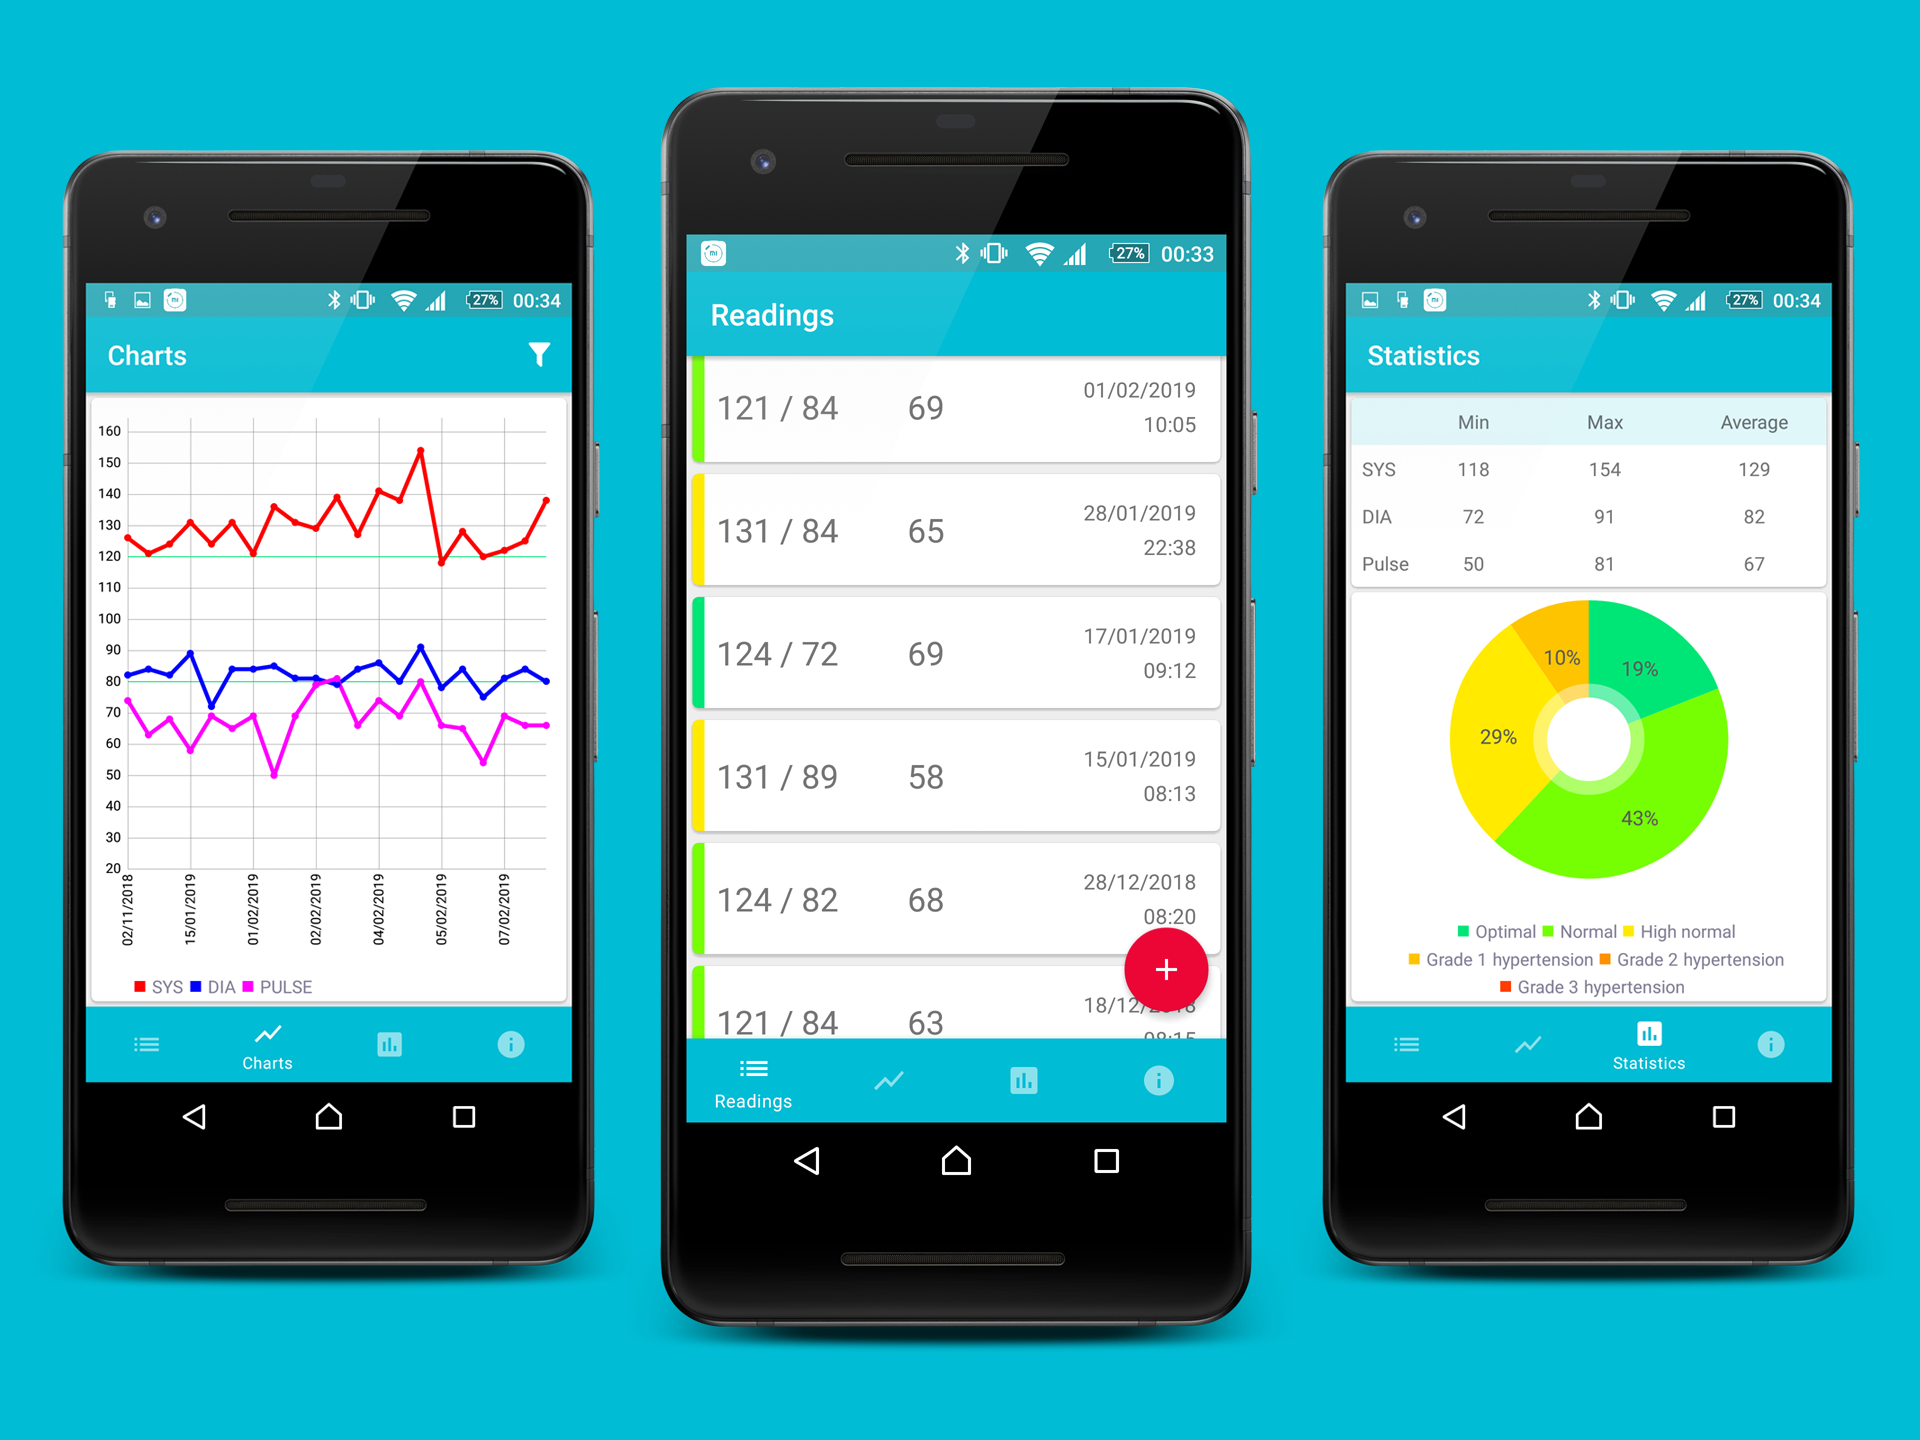 27% 00:34
Charts
160
150
140
130
120
110
100
90
80
70
60
50
40
30
20
02/11/2018
15/01/2019
01/02/2019
02/02/2019
04/02/2019
05/02/2019
07/02/2019
SYS DIA PULSE
Charts
mi 27% 00:33
Readings
121 / 84 69 01/02/2019
10:05
131 / 84 65 28/01/2019
22:38
124 / 72 69 17/01/2019
09:12
131 / 89 58 15/01/2019
08:13
124 / 82 68 28/12/2018
08:20
+
121 / 84 63 18/12/2018
08:15
Readings
27% 00:34
Statistics
Min Max Average
SYS 118 154 129
DIA 72 91 82
Pulse 50 81 67
10%
19%
29%
43%
Optimal Normal High normal
Grade 1 hypertension Grade 2 hypertension
Grade 3 hypertension
Statistics